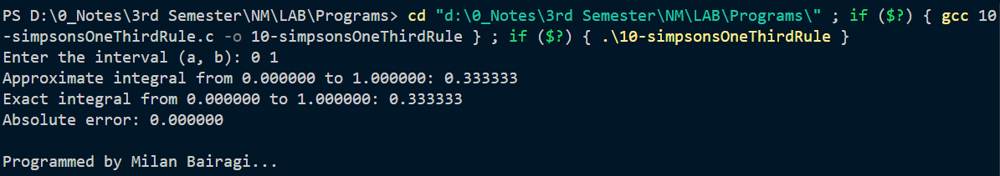 PS D:\0_Notes\3rd Semester\NM\LAB\Programs> cd "d:\0_Notes\3rd Semester\NM\LAB\Programs\" ; if ($?) { gcc 10
-simpsonsOneThirdRule.c -o 10-simpsonsOneThirdRule } ; if ($?) { .\10-simpsonsOneThirdRule }
Enter the interval (a, b): 0 1
Approximate integral from 0.000000 to 1.000000: 0.333333
Exact integral from 0.000000 to 1.000000: 0.333333
Absolute error: 0.000000
Programmed by Milan Bairagi...